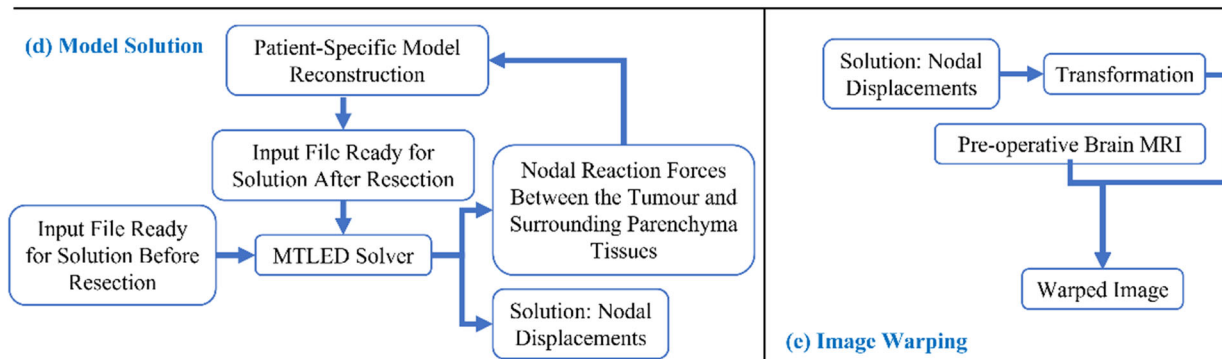 (d) Model Solution
Patient-Specific Model
Reconstruction
Input File Ready for
Solution After Resection
Input File Ready
for Solution Before
Resection
MTLED Solver
Nodal Reaction Forces
Between the Tumour and
Surrounding Parenchyma
Tissucs
Solution: Nodal
Displacements
Solution: Nodal
Displacements
Transformation
Pre-operative Brain MRI
Warped Image
(e) Image Warping